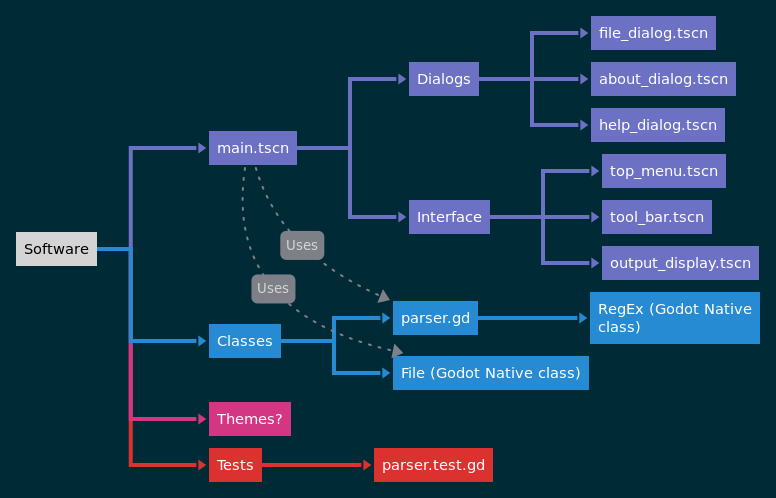 Software
main.tscn
Dialogs
file_dialog.tscn
about_dialog.tscn
help_dialog.tscn
Interface
top_menu.tscn
tool_bar.tscn
output_display.tscn
Uses
Uses
Classes
parser.gd
RegEx (Godot Native
class)
File (Godot Native class)
Themes?
Tests
parser.test.gd